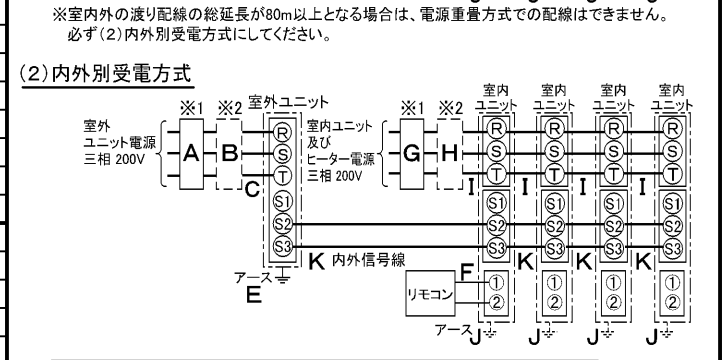 ※室内外の渡り配線の総延長が80m以上となる場合は、電源重畳方式での配線はできません。
必ず(2)内外別受電方式にしてください。
(2)内外別受電方式
※1 ※2 室外ユニット
室外
ユニット電源
三相 200V
A B C
R
S
T
S1
S2
S3
アース
E
※1 ※2
室内ユニット
及び
ヒーター電源
三相 200V
G H
室内
ユニット
室内
ユニット
室内
ユニット
室内
ユニット
R R R R
S S S S
I T I T I T I T
S1 S1 S1 S1
S2 S2 S2 S2
S3 S3 S3 S3
K 内外信号線 K K K
リモコン F
① ① ① ①
② ② ② ②
アース J J J J